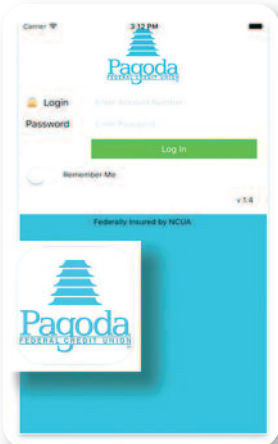 Carrier 3:12 PM
Pagoda
FEDERAL CREDIT UNION
Login Enter Account Number
Password Enter Password
Log In
Remember Me
v 1.4
Federally Insured by NCUA
Pagoda
FEDERAL CREDIT UNION